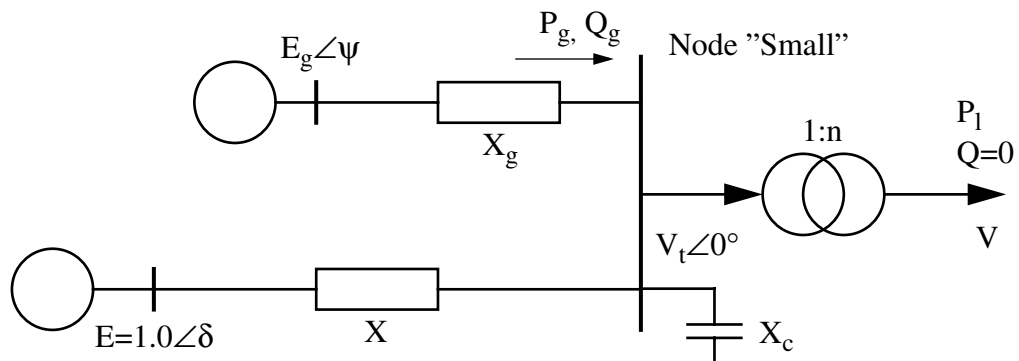 P_g, Q_g
Node ”Small”
E_g∠ψ
X_g
1:n
P_l
Q=0
V_t∠0°
V
E=1.0∠δ
X
X_c